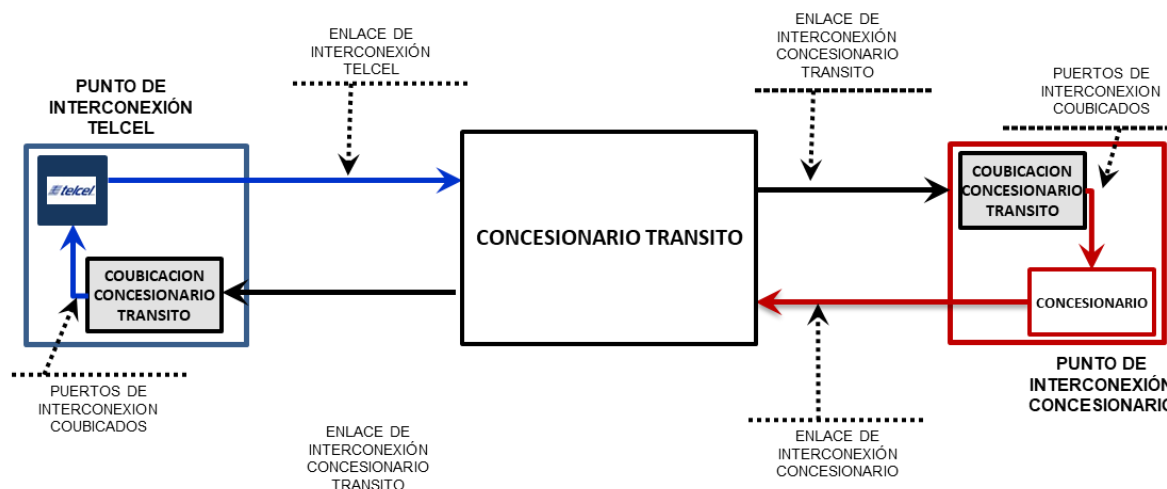 ENLACE DE
INTERCONEXIÓN
TELCEL
ENLACE DE
INTERCONEXIÓN
CONCESIONARIO
TRANSITO
PUNTO DE
INTERCONEXIÓN
TELCEL
PUERTOS DE
INTERCONEXION
COUBICADOS
telcel
COUBICACION
CONCESIONARIO
TRANSITO
CONCESIONARIO TRANSITO
COUBICACION
CONCESIONARIO
TRANSITO
CONCESIONARIO
PUERTOS DE
INTERCONEXION
COUBICADOS
PUNTO DE
INTERCONEXIÓN
CONCESIONARIO
ENLACE DE
INTERCONEXIÓN
CONCESIONARIO
TRANSITO
ENLACE DE
INTERCONEXIÓN
CONCESIONARIO